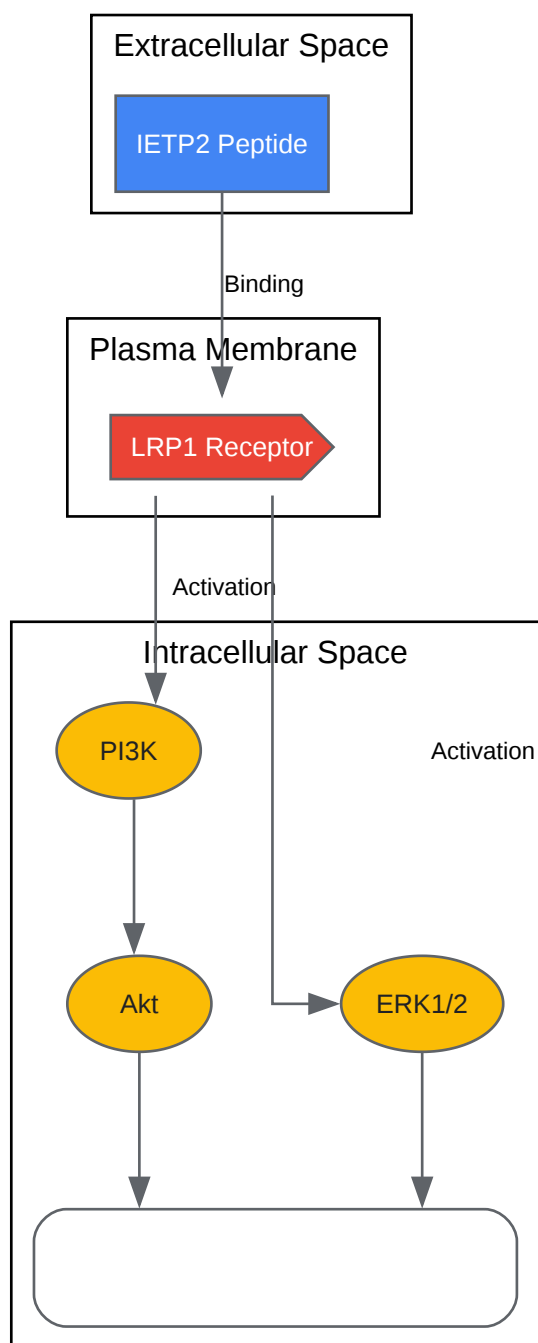 Extracellular Space
IETP2 Peptide
Binding
Plasma Membrane
LRP1 Receptor
Activation
Intracellular Space
PI3K
Activation
Akt
ERK1/2